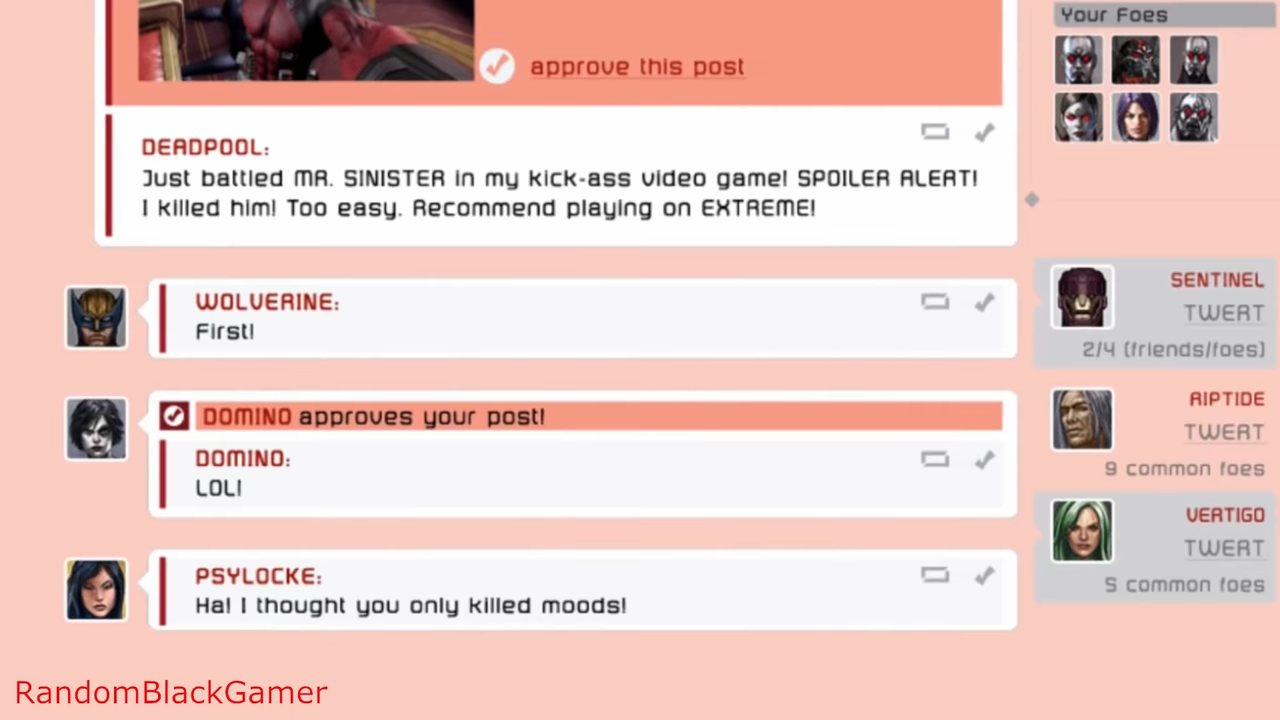 Your Foes
approve this post
DEADPOOL:
Just battled MR. SINISTER in my kick-ass video game! SPOILER ALERT!
I killed him! Too easy. Recommend playing on EXTREME!
WOLVERINE:
First!
DOMINO approves your post!
DOMINO:
LOL!
PSYLOCKE:
Ha! I thought you only killed moods!
SENTINEL
TWERT
2/4 (friends/foes)
RIPTIDE
TWERT
9 common foes
VERTIGO
TWERT
5 common foes
RandomBlackGamer